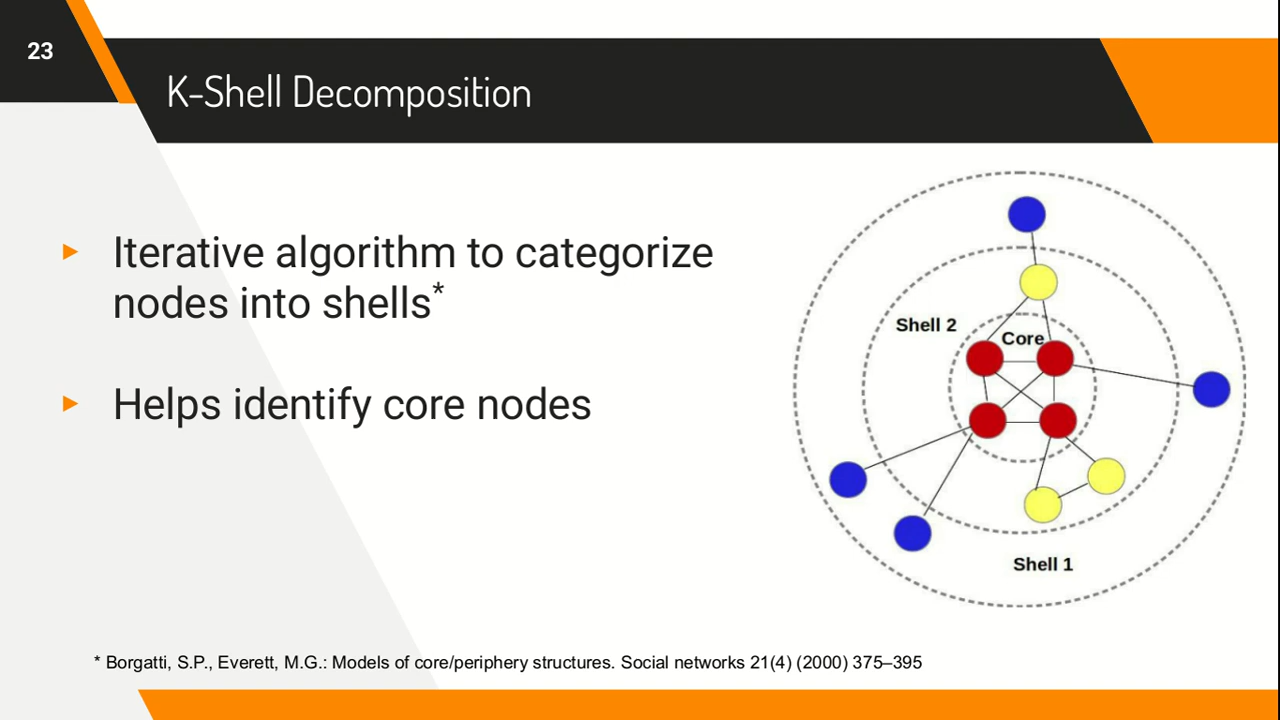 23
K-Shell Decomposition
Iterative algorithm to categorize
nodes into shells*
Helps identify core nodes
Shell 2
Core
Shell 1
* Borgatti, S.P., Everett, M.G.: Models of core/periphery structures. Social networks 21(4) (2000) 375–395